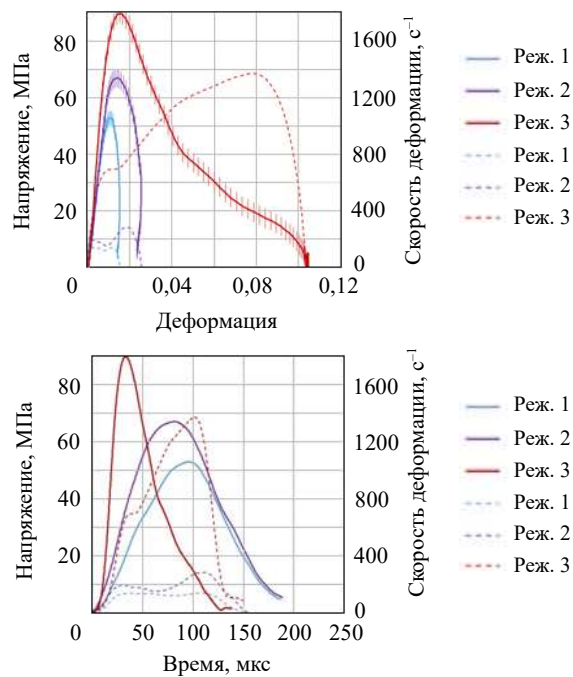 Напряжение, МПа
80
60
40
20
0
0,04
0,08
0,12
Деформация
1600
1200
800
400
0
Скорость деформации, с⁻¹
Реж. 1
Реж. 2
Реж. 3
Реж. 1
Реж. 2
Реж. 3
Напряжение, МПа
80
60
40
20
0
50
100
150
200
250
Время, мкс
1600
1200
800
400
0
Скорость деформации, с⁻¹
Реж. 1
Реж. 2
Реж. 3
Реж. 1
Реж. 2
Реж. 3